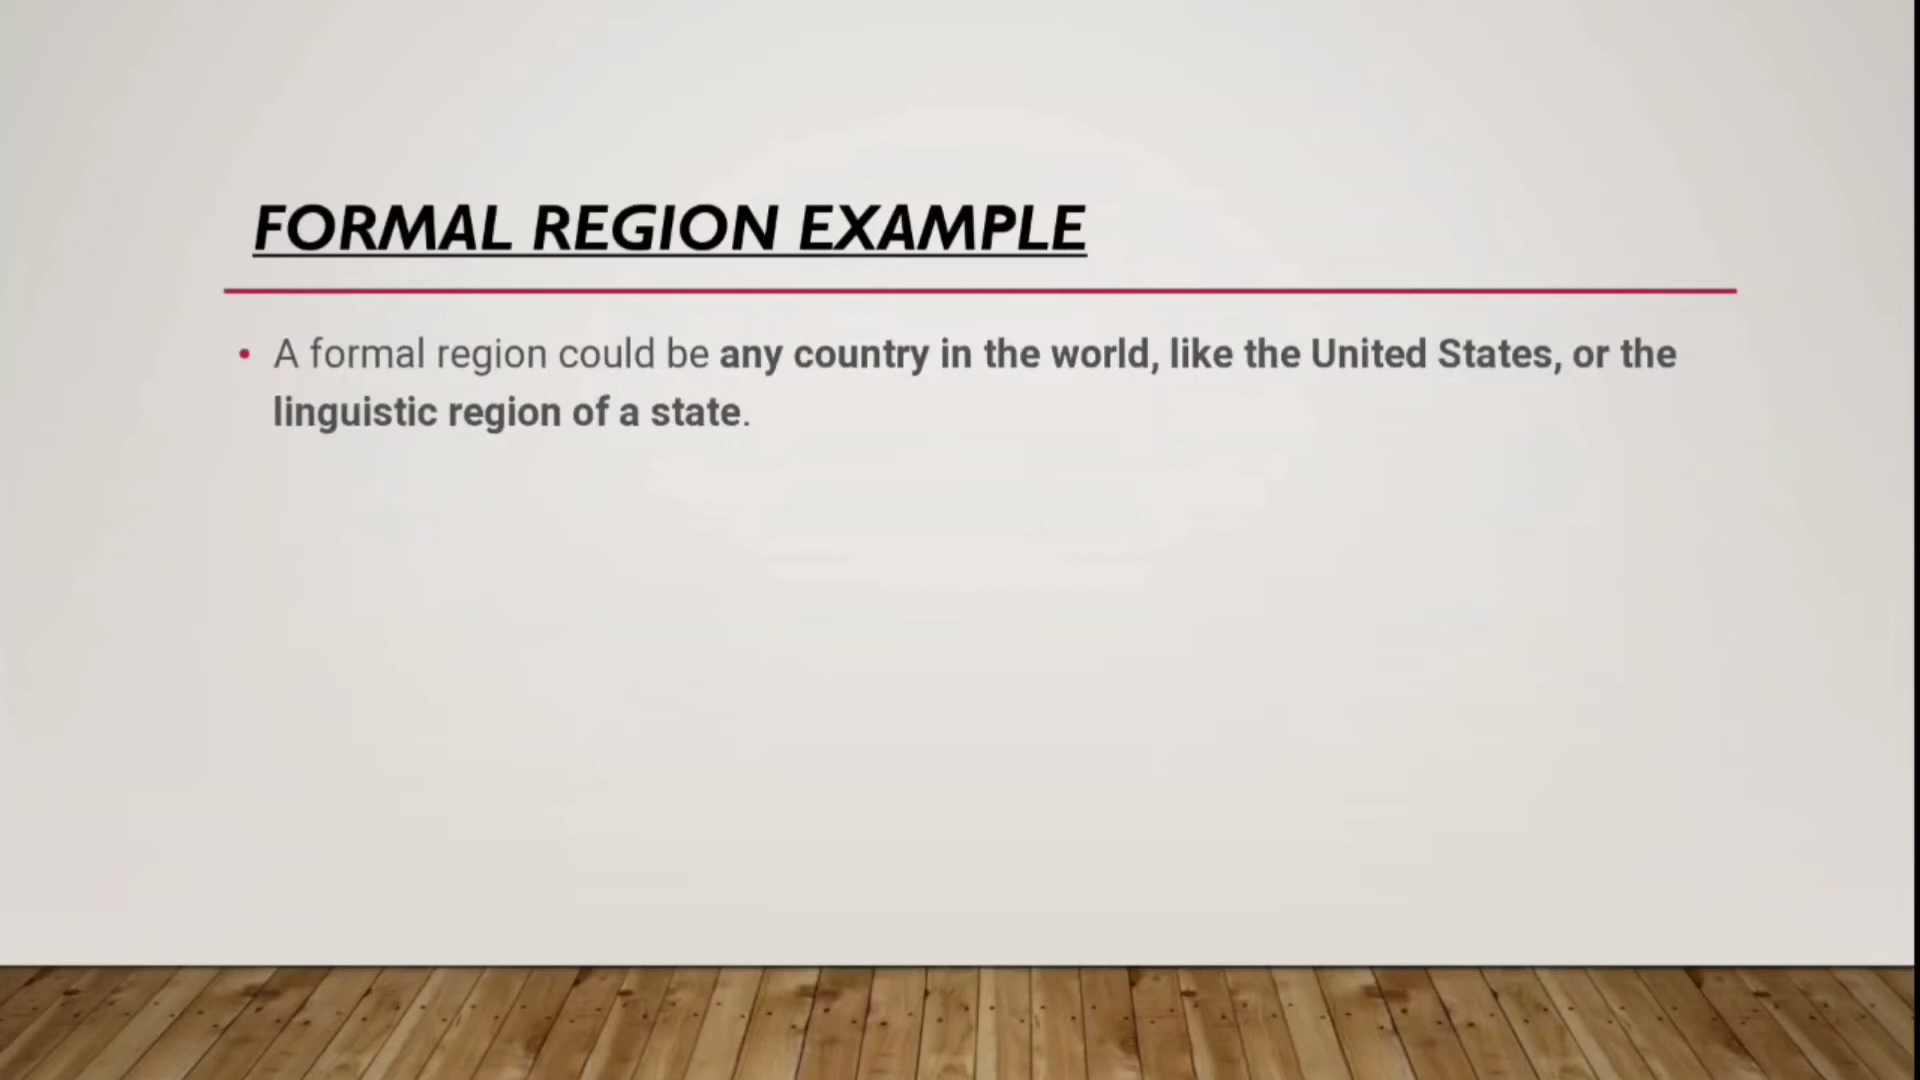 FORMAL REGION EXAMPLE
• A formal region could be any country in the world, like the United States, or the
linguistic region of a state.